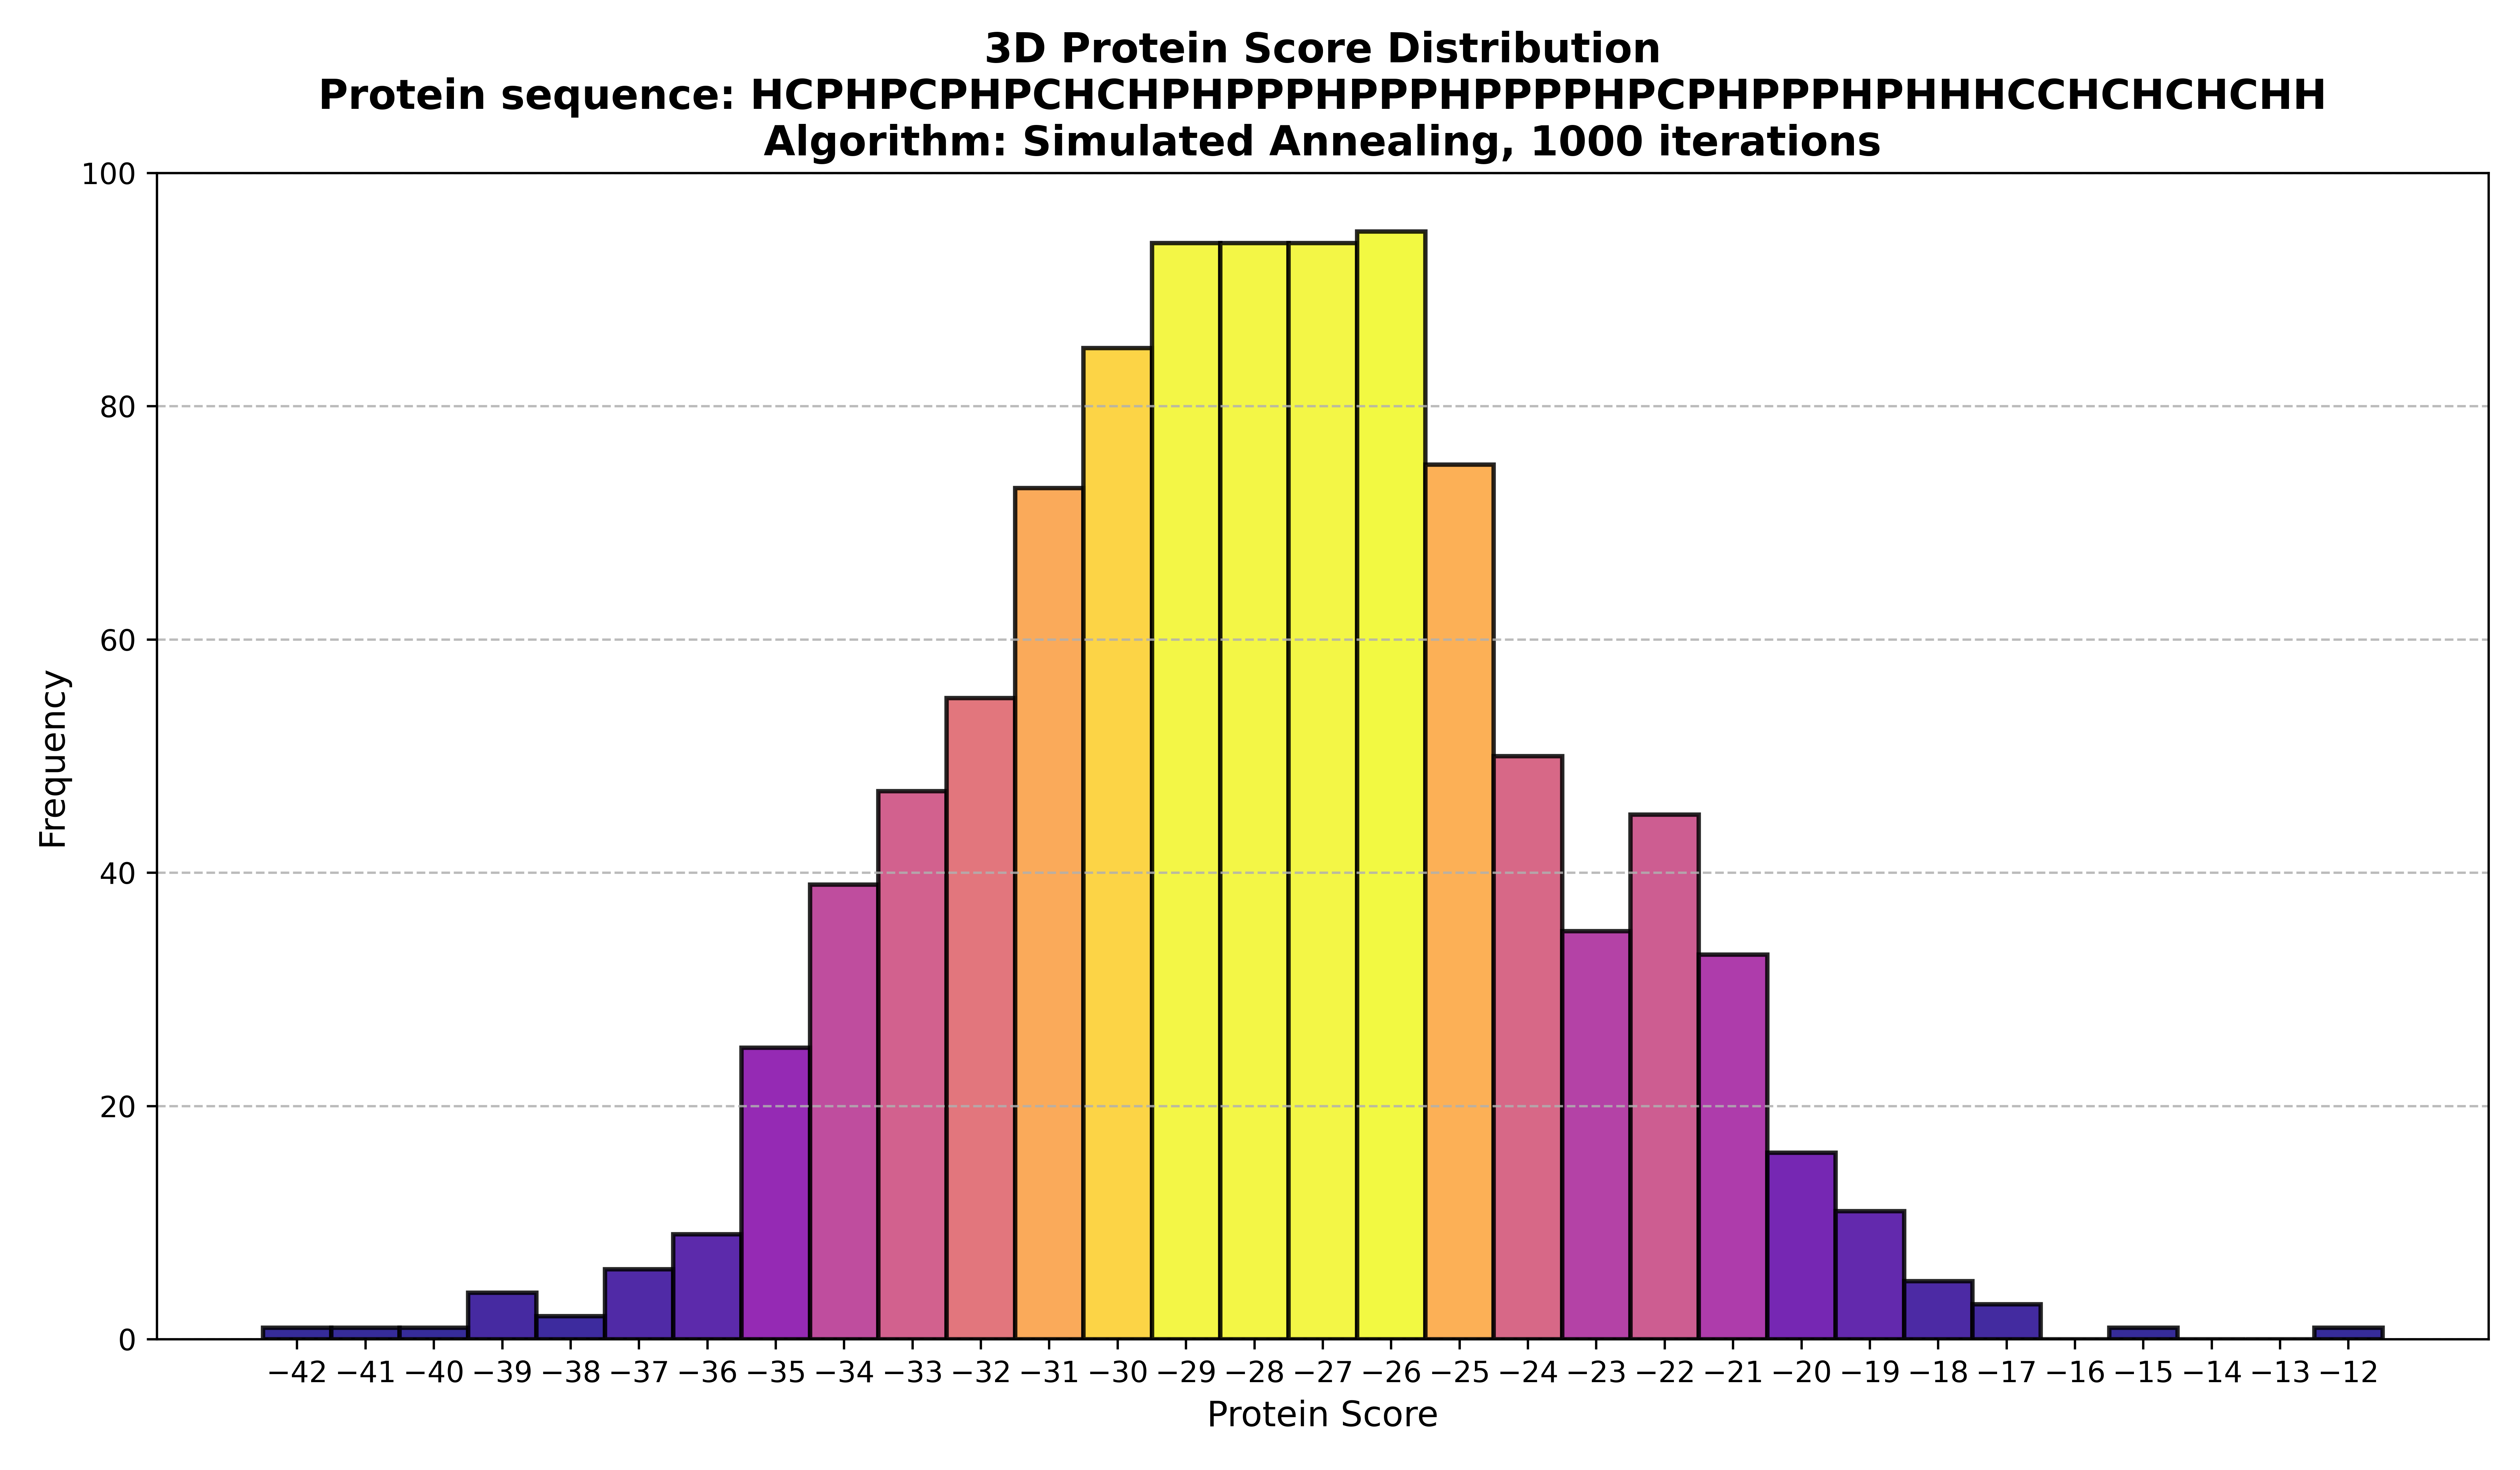 3D Protein Score Distribution
Protein sequence: HCPHPCPHPCHCHPHPPPHPPPHPPPPHPCPHPPPHPHHHCCHCHCHCHH
Algorithm: Simulated Annealing, 1000 iterations
100
80
60
40
20
0
Frequency
−42 −41 −40 −39 −38 −37 −36 −35 −34 −33 −32 −31 −30 −29 −28 −27 −26 −25 −24 −23 −22 −21 −20 −19 −18 −17 −16 −15 −14 −13 −12
Protein Score